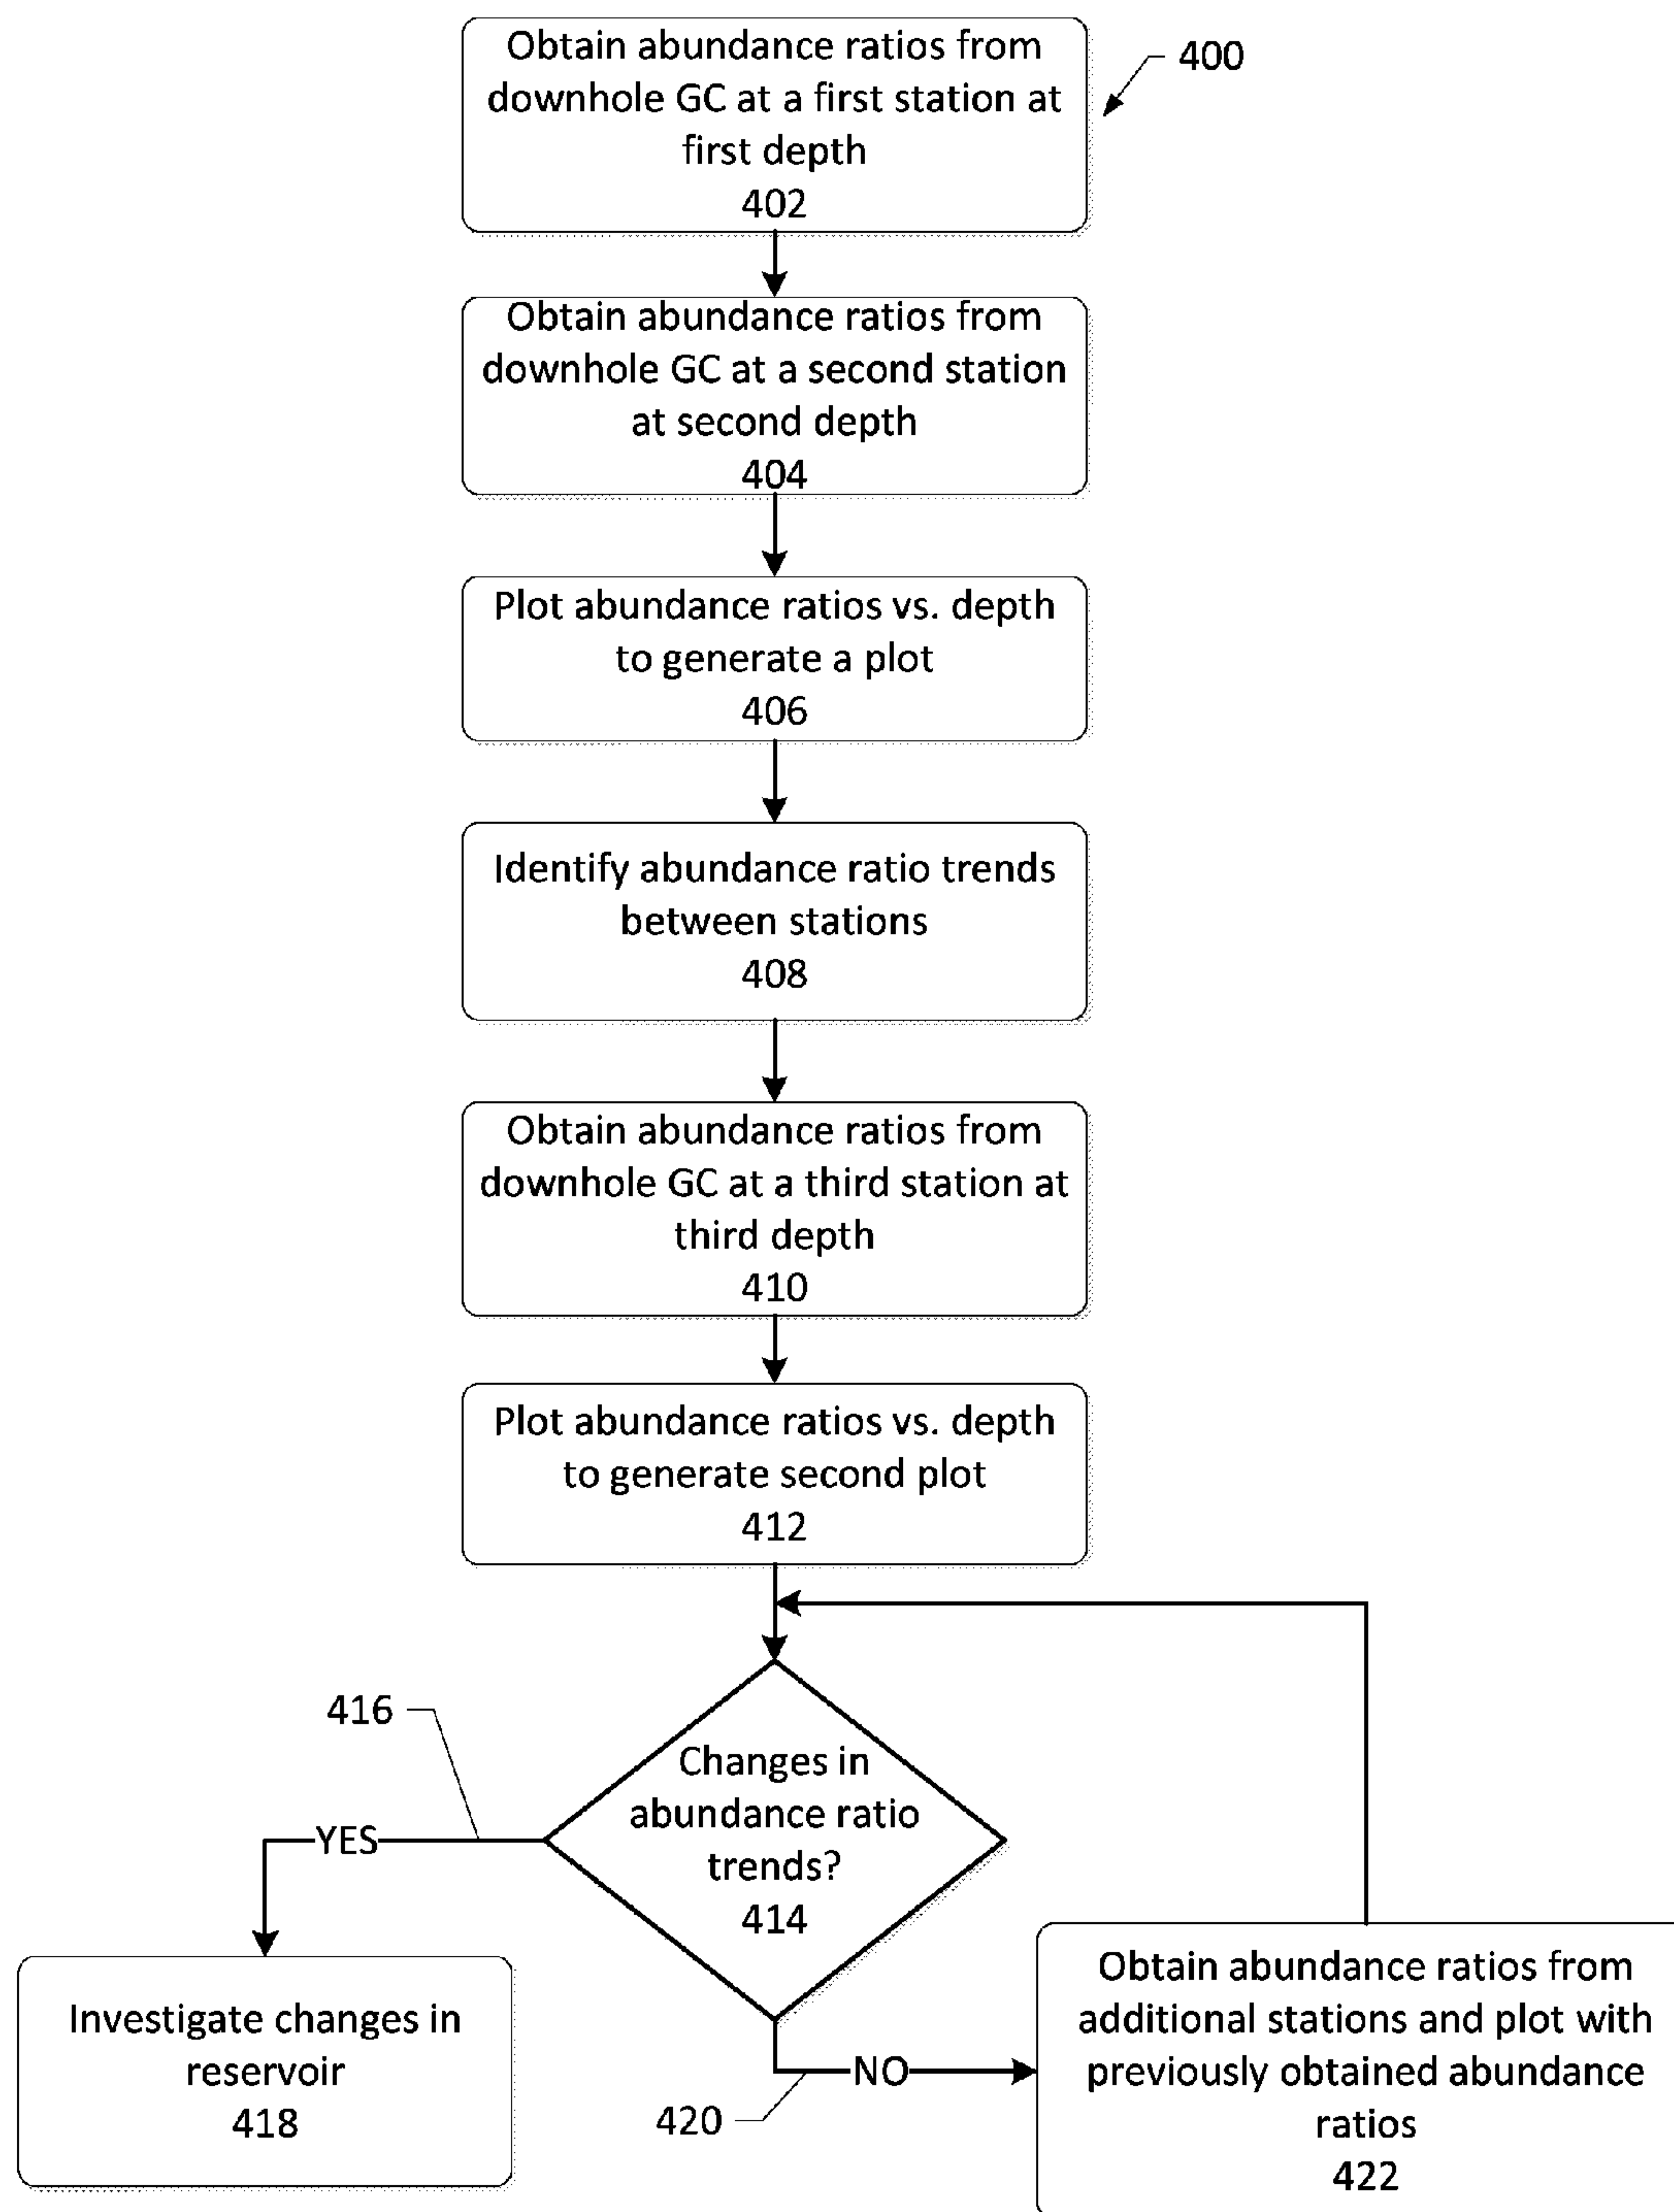 Obtain abundance ratios from
downhole GC at a first station at
first depth
402
400
Obtain abundance ratios from
downhole GC at a second station
at second depth
404
Plot abundance ratios vs. depth
to generate a plot
406
Identify abundance ratio trends
between stations
408
Obtain abundance ratios from
downhole GC at a third station at
third depth
410
Plot abundance ratios vs. depth
to generate second plot
412
Changes in
abundance ratio
trends?
414
416
YES
Investigate changes in
reservoir
418
NO
420
Obtain abundance ratios from
additional stations and plot with
previously obtained abundance
ratios
422